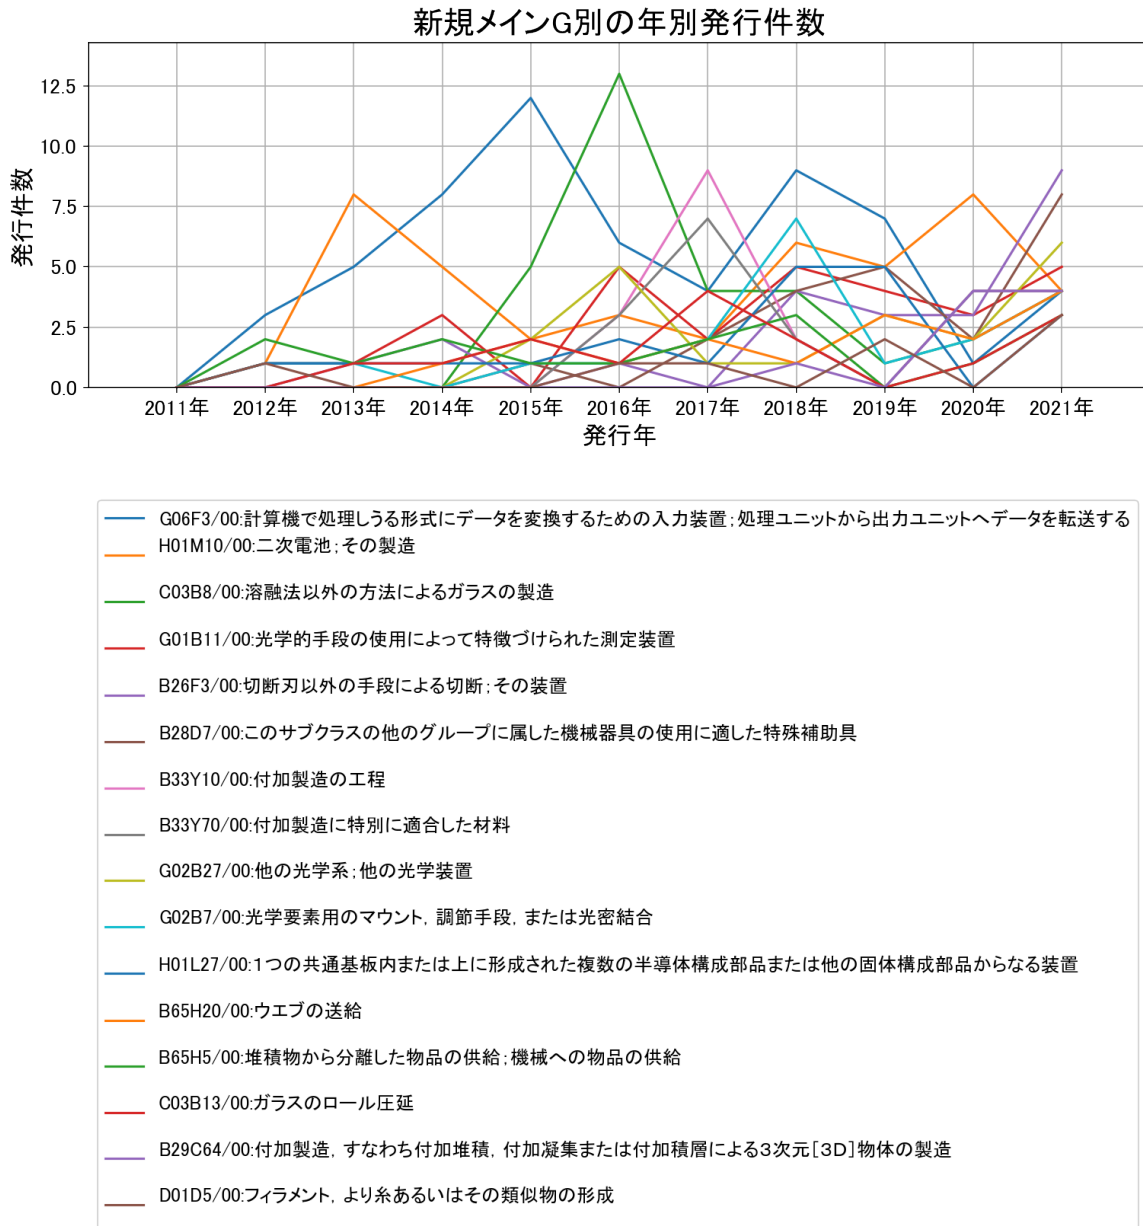 新規メインG別の年別発行件数
12.5
10.0
7.5
5.0
2.5
0.0
発行件数
2011年 2012年 2013年 2014年 2015年 2016年 2017年 2018年 2019年 2020年 2021年
発行年
G06F3/00:計算機で処理しうる形式にデータを変換するための入力装置;処理ユニットから出力ユニットへデータを転送する
H01M10/00:二次電池;その製造
C03B8/00:溶融法以外の方法によるガラスの製造
G01B11/00:光学的手段の使用によって特徴づけられた測定装置
B26F3/00:切断刃以外の手段による切断;その装置
B28D7/00:このサブクラスの他のグループに属した機械器具の使用に適した特殊補助具
B33Y10/00:付加製造の工程
B33Y70/00:付加製造に特別に適合した材料
G02B27/00:他の光学系;他の光学装置
G02B7/00:光学要素用のマウント,調節手段,または光密結合
H01L27/00:1つの共通基板内または上に形成された複数の半導体構成部品または他の固体構成部品からなる装置
B65H20/00:ウエブの送給
B65H5/00:堆積物から分離した物品の供給;機械への物品の供給
C03B13/00:ガラスのロール圧延
B29C64/00:付加製造,すなわち付加堆積,付加凝集または付加積層による3次元[3D]物体の製造
D01D5/00:フィラメント,より糸あるいはその類似物の形成